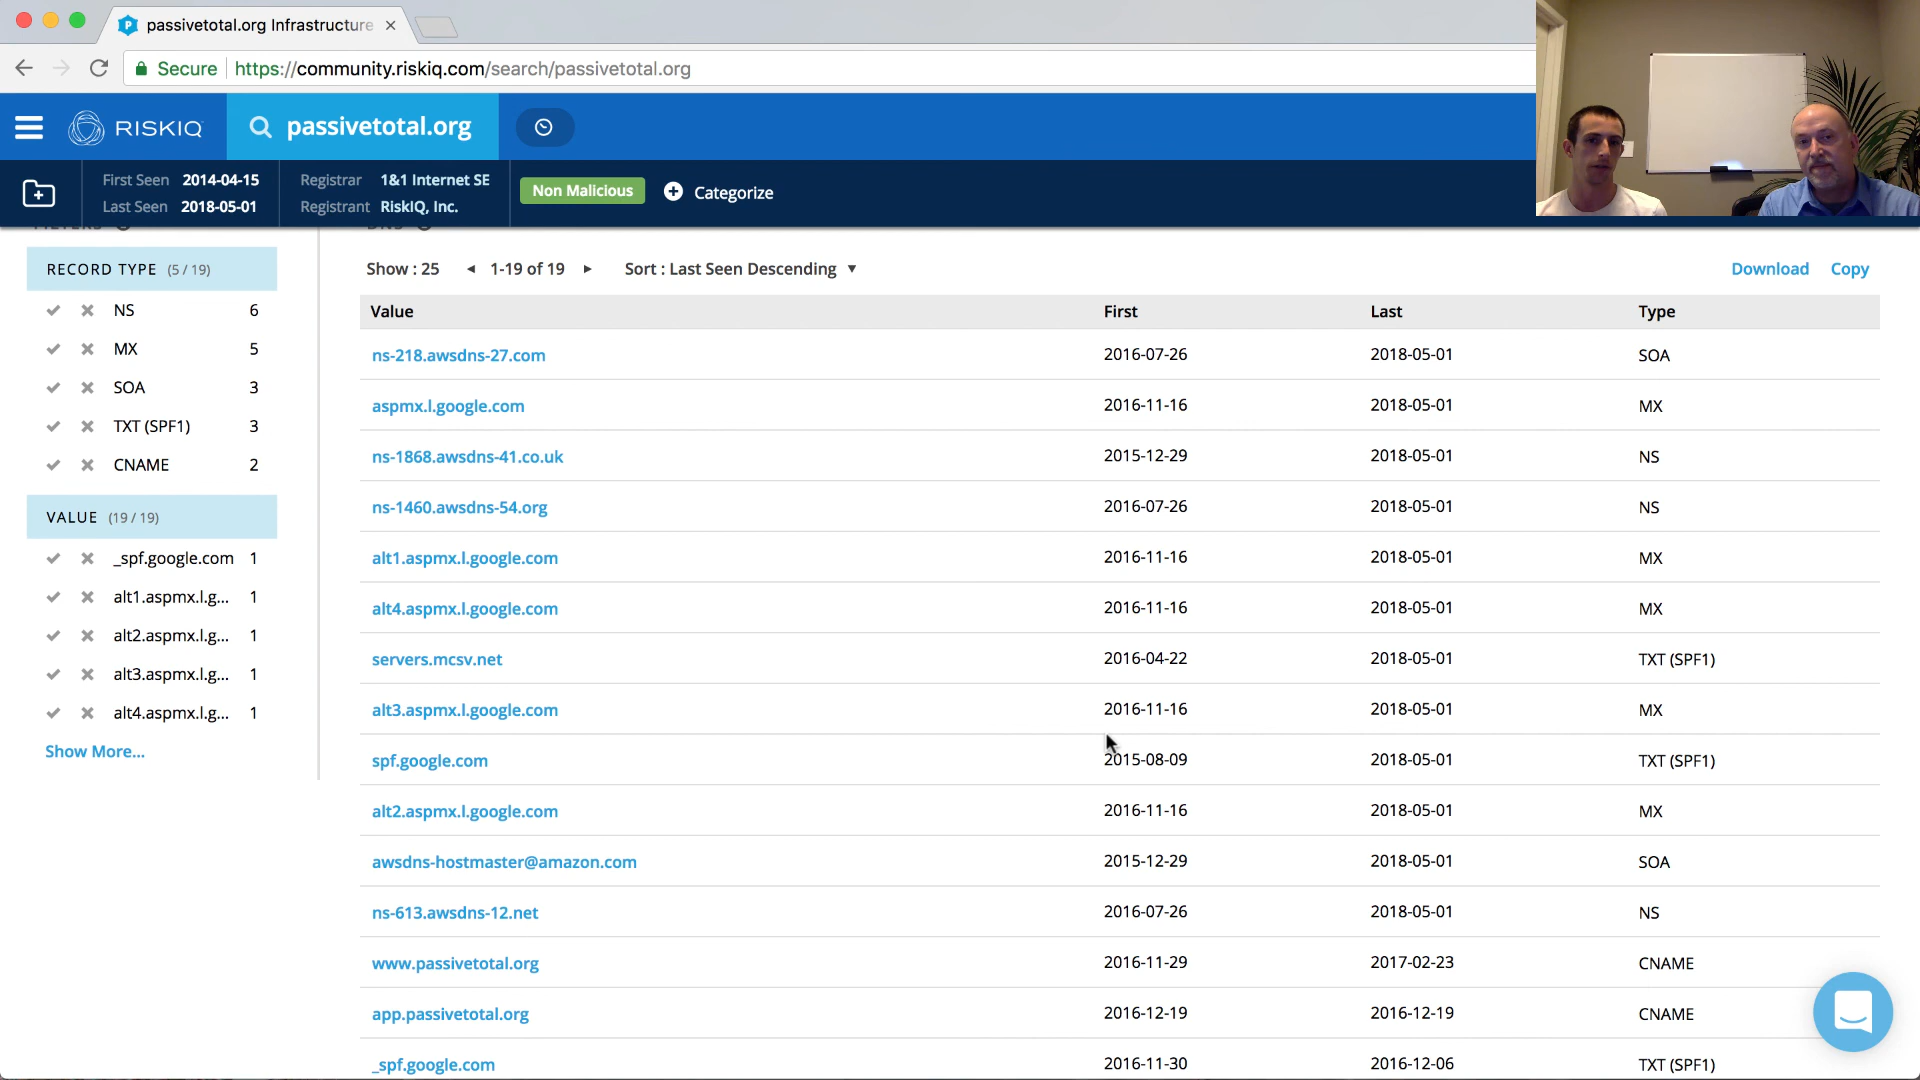 passivetotal.org Infrastructure
Secure https://community.riskiq.com/search/passivetotal.org
RISKIQ passivetotal.org
First Seen 2014-04-15 Registrar 1&1 Internet SE
Non Malicious Categorize
Last Seen 2018-05-01 Registrant RiskIQ, Inc.
RECORD TYPE (5 / 19)
NS 6
MX 5
SOA 3
TXT (SPF1) 3
CNAME 2
VALUE (19 / 19)
_spf.google.com 1
alt1.aspmx.l.g... 1
alt2.aspmx.l.g... 1
alt3.aspmx.l.g... 1
alt4.aspmx.l.g... 1
Show More...
Show : 25 1-19 of 19 Sort : Last Seen Descending Download Copy
Value First Last Type
ns-218.awsdns-27.com 2016-07-26 2018-05-01 SOA
aspmx.l.google.com 2016-11-16 2018-05-01 MX
ns-1868.awsdns-41.co.uk 2015-12-29 2018-05-01 NS
ns-1460.awsdns-54.org 2016-07-26 2018-05-01 NS
alt1.aspmx.l.google.com 2016-11-16 2018-05-01 MX
alt4.aspmx.l.google.com 2016-11-16 2018-05-01 MX
servers.mcsv.net 2016-04-22 2018-05-01 TXT (SPF1)
alt3.aspmx.l.google.com 2016-11-16 2018-05-01 MX
spf.google.com 2015-08-09 2018-05-01 TXT (SPF1)
alt2.aspmx.l.google.com 2016-11-16 2018-05-01 MX
awsdns-hostmaster@amazon.com 2015-12-29 2018-05-01 SOA
ns-613.awsdns-12.net 2016-07-26 2018-05-01 NS
www.passivetotal.org 2016-11-29 2017-02-23 CNAME
app.passivetotal.org 2016-12-19 2016-12-19 CNAME
_spf.google.com 2016-11-30 2016-12-06 TXT (SPF1)